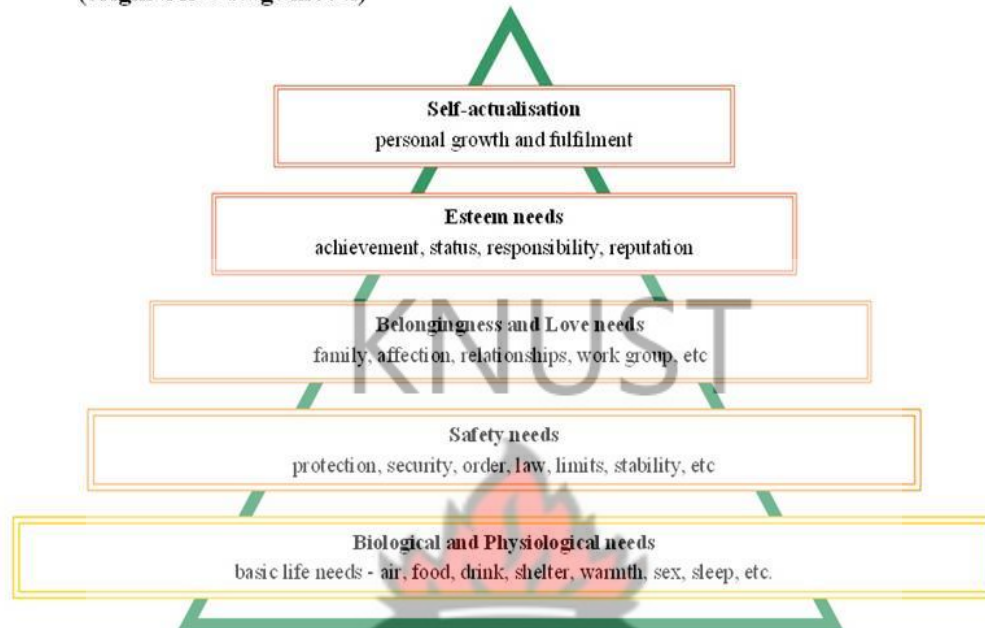 Self-actualisation
personal growth and fulfilment
Esteem needs
achievement, status, responsibility, reputation
KNUST
Belongingness and Love needs
family, affection, relationships, work group, etc
Safety needs
protection, security, order, law, limits, stability, etc
Biological and Physiological needs
basic life needs - air, food, drink, shelter, warmth, sex, sleep, etc.